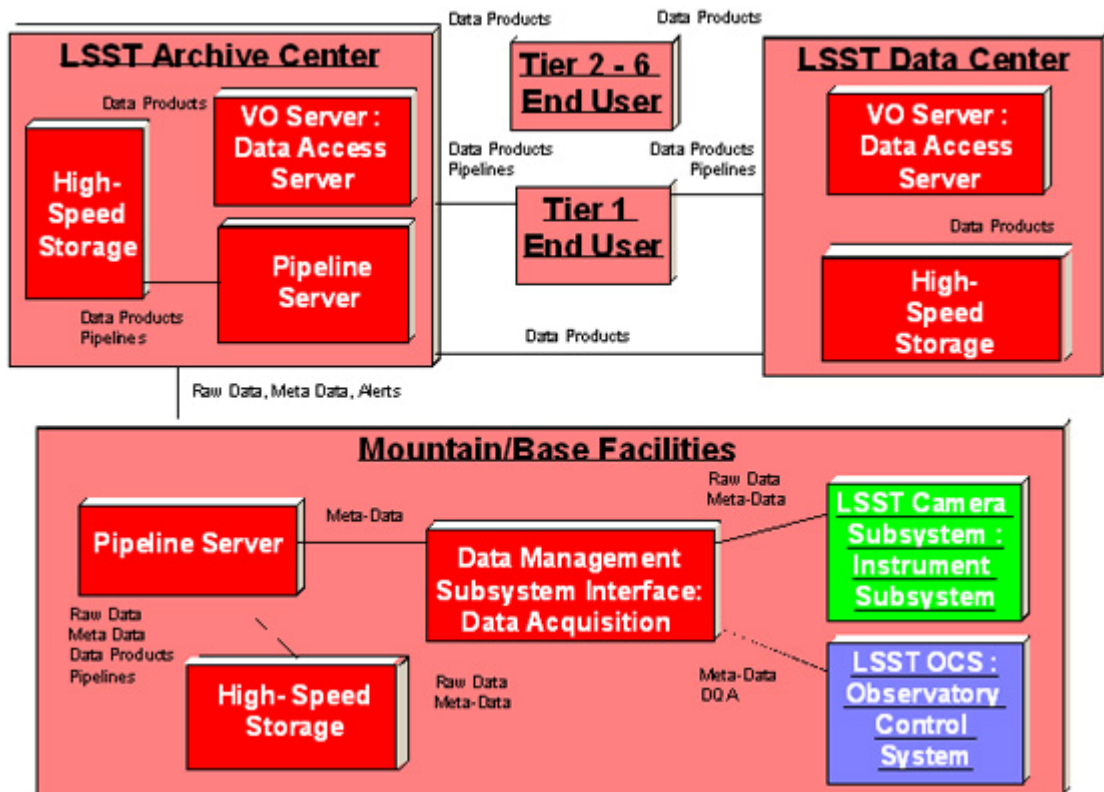 Data Products
Data Products
LSST Archive Center
Tier 2 - 6
End User
LSST Data Center
Data Products
VO Server :
Data Access
Server
High-
Speed
Storage
Pipeline
Server
Data Products
Pipelines
Data Products
Pipelines
Data Products
Pipelines
Tier 1
End User
VO Server :
Data Access
Server
Data Products
High-
Speed
Storage
Data Products
Raw Data, Meta Data, Alerts
Mountain/Base Facilities
Pipeline Server
Meta-Data
Data Management
Subsystem Interface:
Data Acquisition
Raw Data
Meta-Data
LSST Camera
Subsystem :
Instrument
Subsystem
Raw Data
Meta Data
Data Products
Pipelines
High- Speed
Storage
Raw Data
Meta-Data
Meta-Data
DQA
LSST OCS :
Observatory
Control
System